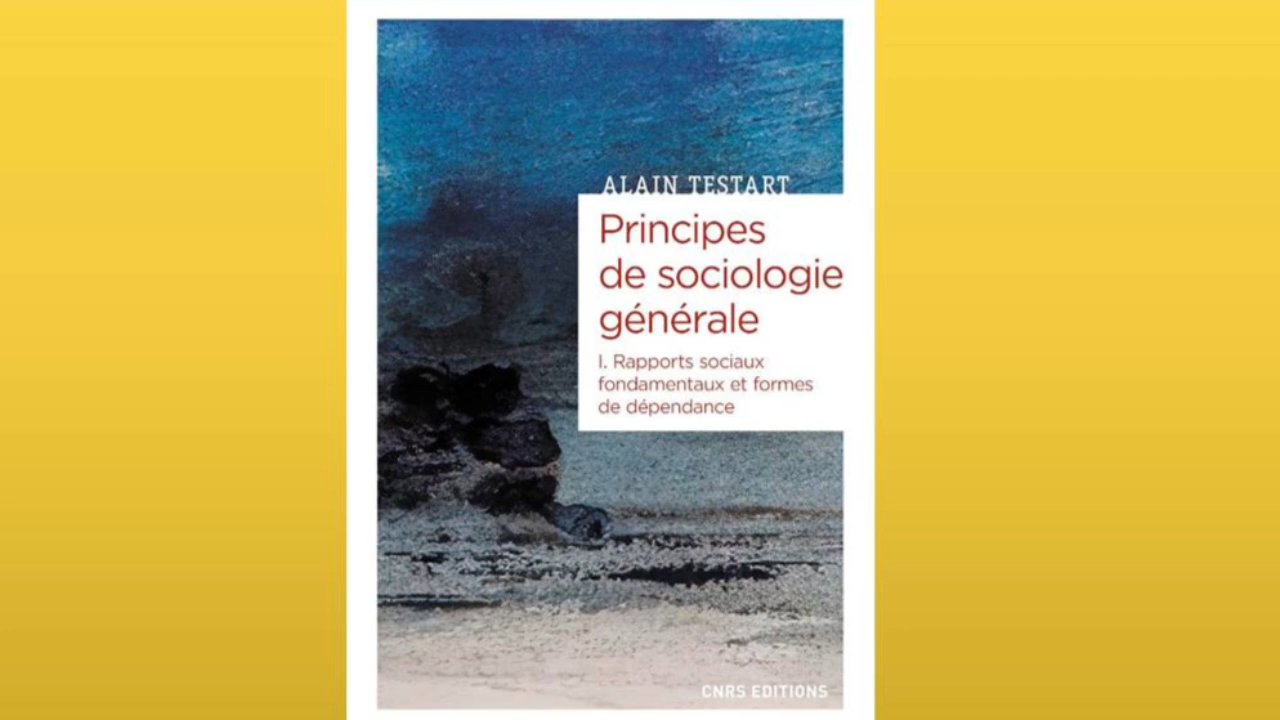 ALAIN TESTART
Principes
de sociologie
générale
I. Rapports sociaux
fondamentaux et formes
de dépendance
CNRS EDITIONS